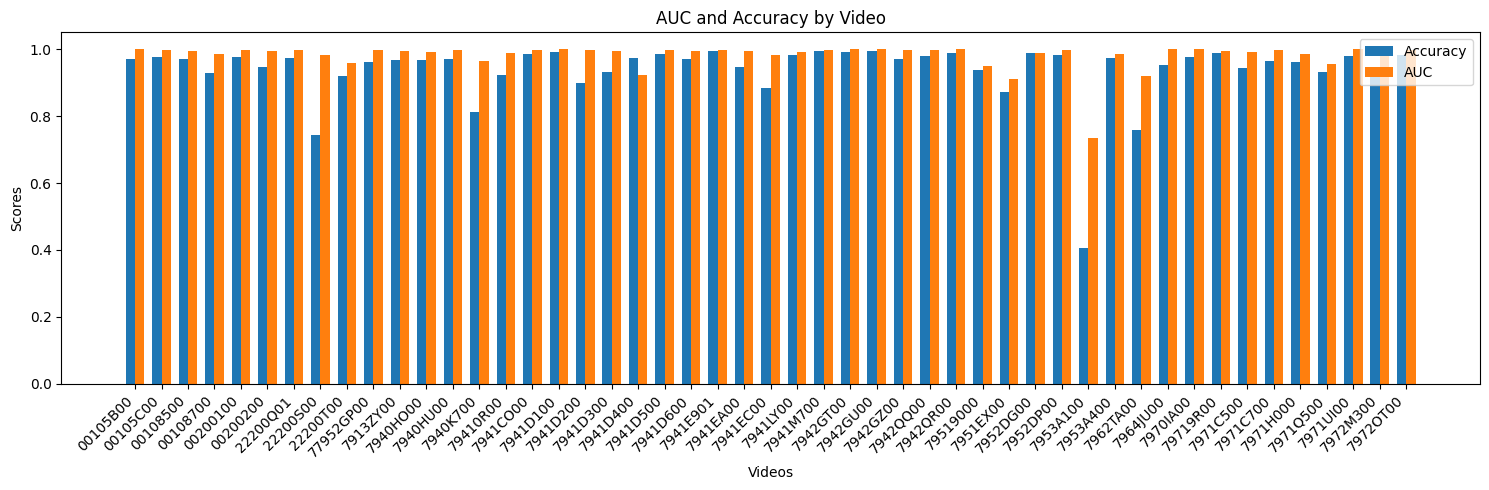 AUC and Accuracy by Video
Accuracy
AUC
Scores
1.0
0.8
0.6
0.4
0.2
0.0
00105B00
00105C00
00108500
00108700
00200100
00200200
22200Q01
22200S00
22200T00
77952GP00
7913ZY00
7940HO00
7940HU00
7940K700
79410R00
7941CO00
7941D100
7941D200
7941D300
7941D400
7941D500
7941D600
7941E901
7941EA00
7941EC00
7941LY00
7941M700
7942GT00
7942GU00
7942GZ00
7942QQ00
7942QR00
79519000
7951EX00
7952DG00
7952DP00
7953A100
7953A400
7962TA00
7964JU00
7970IA00
79719R00
7971C500
7971C700
7971H000
7971Q500
7971UJ00
7972M300
7972OT00
Videos